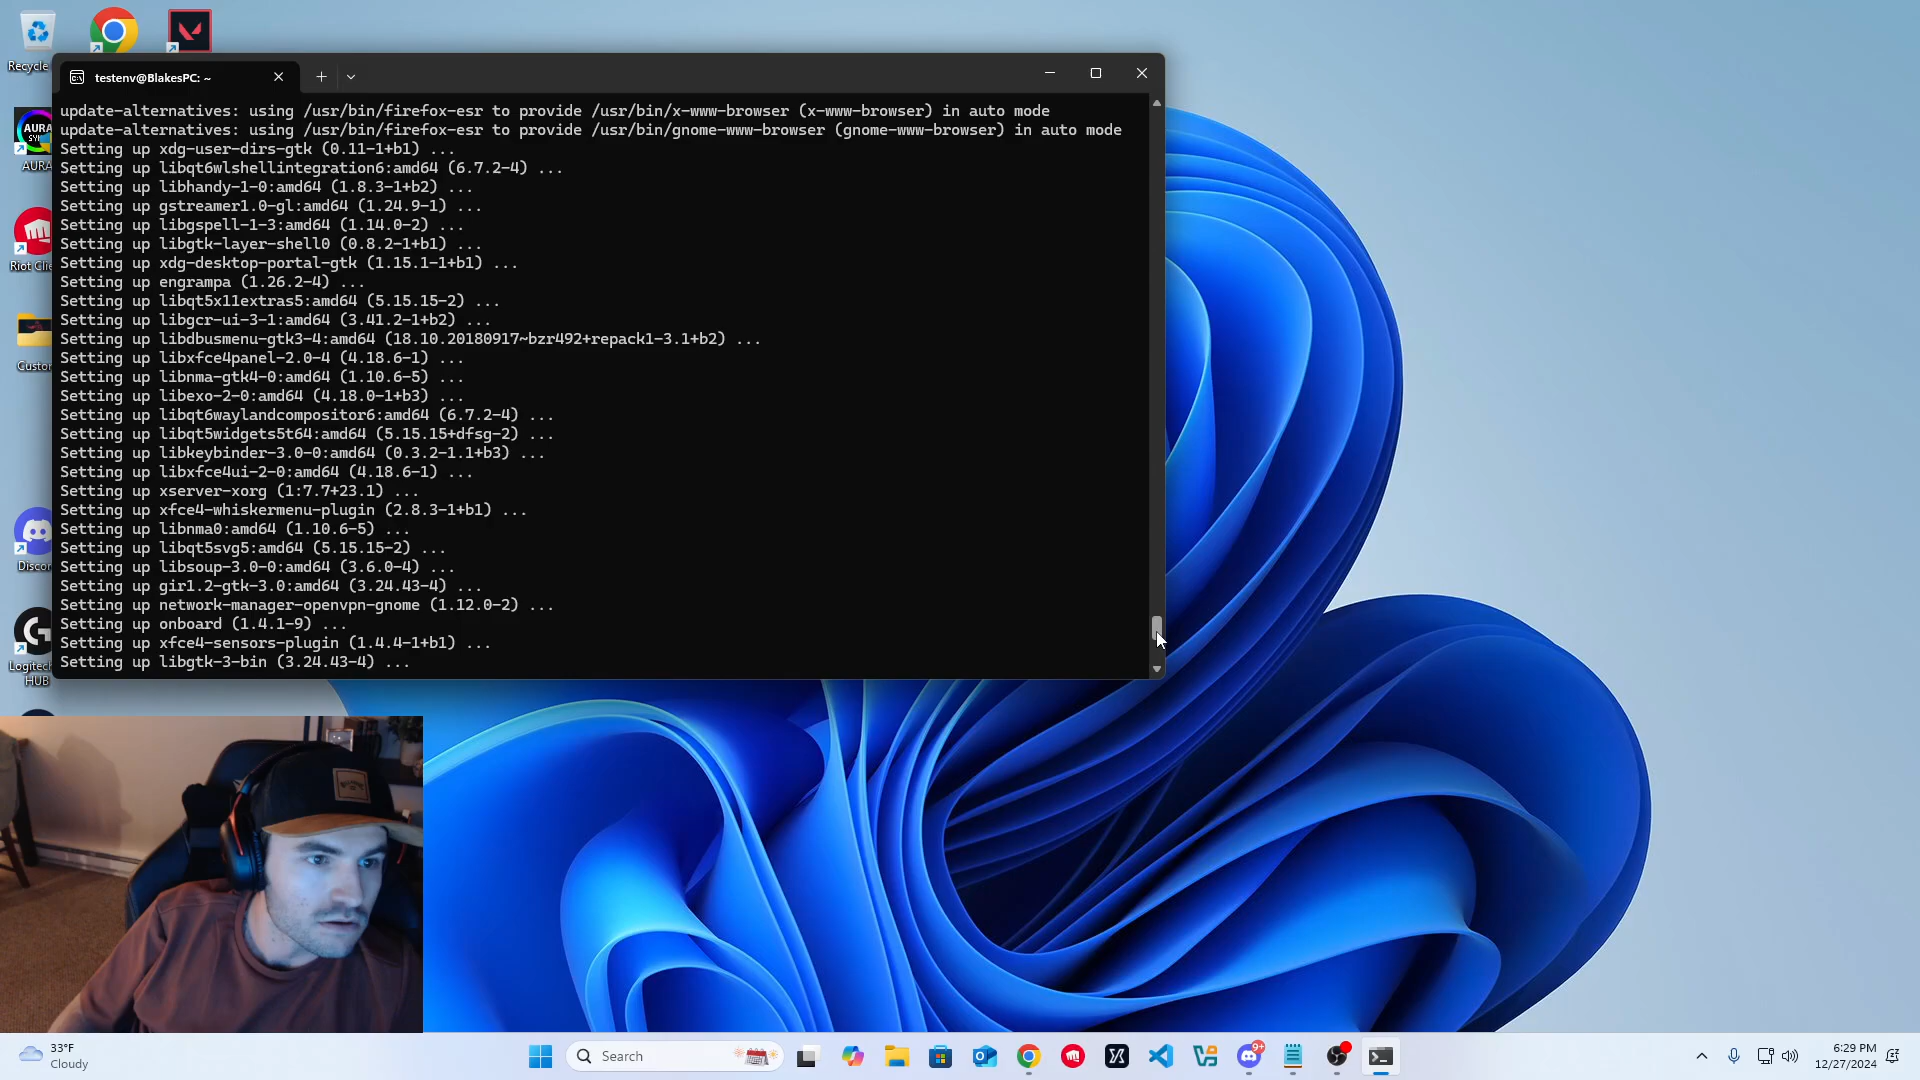 Recycle
testenv@BlakesPC: ~
update-alternatives: using /usr/bin/firefox-esr to provide /usr/bin/x-www-browser (x-www-browser) in auto mode
update-alternatives: using /usr/bin/firefox-esr to provide /usr/bin/gnome-www-browser (gnome-www-browser) in auto mode
Setting up xdg-user-dirs-gtk (0.11-1+b1) ...
Setting up libqt6wlshellintegration6:amd64 (6.7.2-4) ...
Setting up libhandy-1-0:amd64 (1.8.3-1+b2) ...
Setting up gstreamer1.0-gl:amd64 (1.24.9-1) ...
Setting up libgspell-1-3:amd64 (1.14.0-2) ...
Setting up libgtk-layer-shell0 (0.8.2-1+b1) ...
Setting up xdg-desktop-portal-gtk (1.15.1-1+b1) ...
Setting up engrampa (1.26.2-4) ...
Setting up libqt5x11extras5:amd64 (5.15.15-2) ...
Setting up libgcr-ui-3-1:amd64 (3.41.2-1+b2) ...
Setting up libdbusmenu-gtk3-4:amd64 (18.10.20180917~bzr492+repack1-3.1+b2) ...
Setting up libxfce4panel-2.0-4 (4.18.6-1) ...
Setting up libnma-gtk4-0:amd64 (1.10.6-5) ...
Setting up libexo-2-0:amd64 (4.18.0-1+b3) ...
Setting up libqt6waylandcompositor6:amd64 (6.7.2-4) ...
Setting up libqt5widgets5t64:amd64 (5.15.15+dfsg-2) ...
Setting up libkeybinder-3.0-0:amd64 (0.3.2-1.1+b3) ...
Setting up libxfce4ui-2-0:amd64 (4.18.6-1) ...
Setting up xserver-xorg (1:7.7+23.1) ...
Setting up xfce4-whiskermenu-plugin (2.8.3-1+b1) ...
Setting up libnma0:amd64 (1.10.6-5) ...
Setting up libqt5svg5:amd64 (5.15.15-2) ...
Setting up libsoup-3.0-0:amd64 (3.6.0-4) ...
Setting up gir1.2-gtk-3.0:amd64 (3.24.43-4) ...
Setting up network-manager-openvpn-gnome (1.12.0-2) ...
Setting up onboard (1.4.1-9) ...
Setting up xfce4-sensors-plugin (1.4.4-1+b1) ...
Setting up libgtk-3-bin (3.24.43-4) ...
AURA
SYNC
AURA
Riot Clie
Custo
Discor
Logitech
HUB
33°F
Cloudy
Search
9+
6:29 PM
12/27/2024